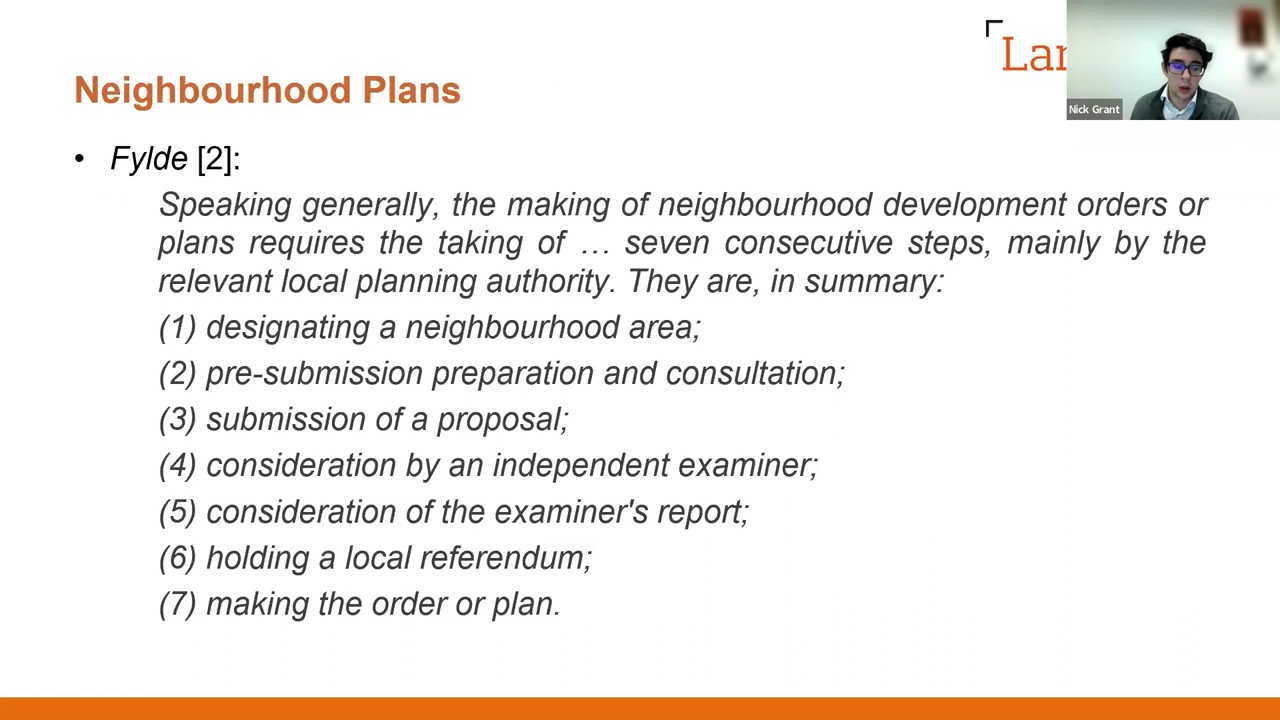 Neighbourhood Plans
Nick Grant
• Fylde [2]:
Speaking generally, the making of neighbourhood development orders or
plans requires the taking of … seven consecutive steps, mainly by the
relevant local planning authority. They are, in summary:
(1) designating a neighbourhood area;
(2) pre-submission preparation and consultation;
(3) submission of a proposal;
(4) consideration by an independent examiner;
(5) consideration of the examiner's report;
(6) holding a local referendum;
(7) making the order or plan.